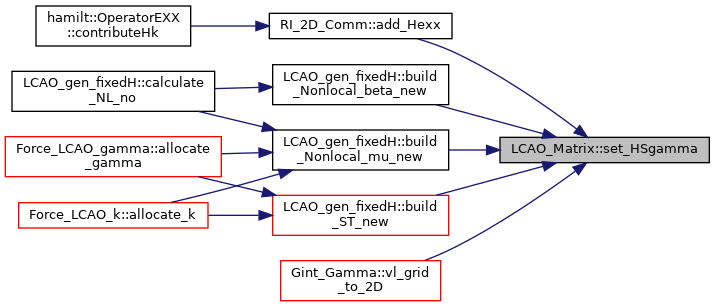 hamilt::OperatorEXX
::contributeHk
RI_2D_Comm::add_Hexx
LCAO_gen_fixedH::calculate
_NL_no
LCAO_gen_fixedH::build
_Nonlocal_beta_new
Force_LCAO_gamma::allocate
_gamma
LCAO_gen_fixedH::build
_Nonlocal_mu_new
LCAO_Matrix::set_HSgamma
Force_LCAO_k::allocate_k
LCAO_gen_fixedH::build
_ST_new
Gint_Gamma::vl_grid
_to_2D